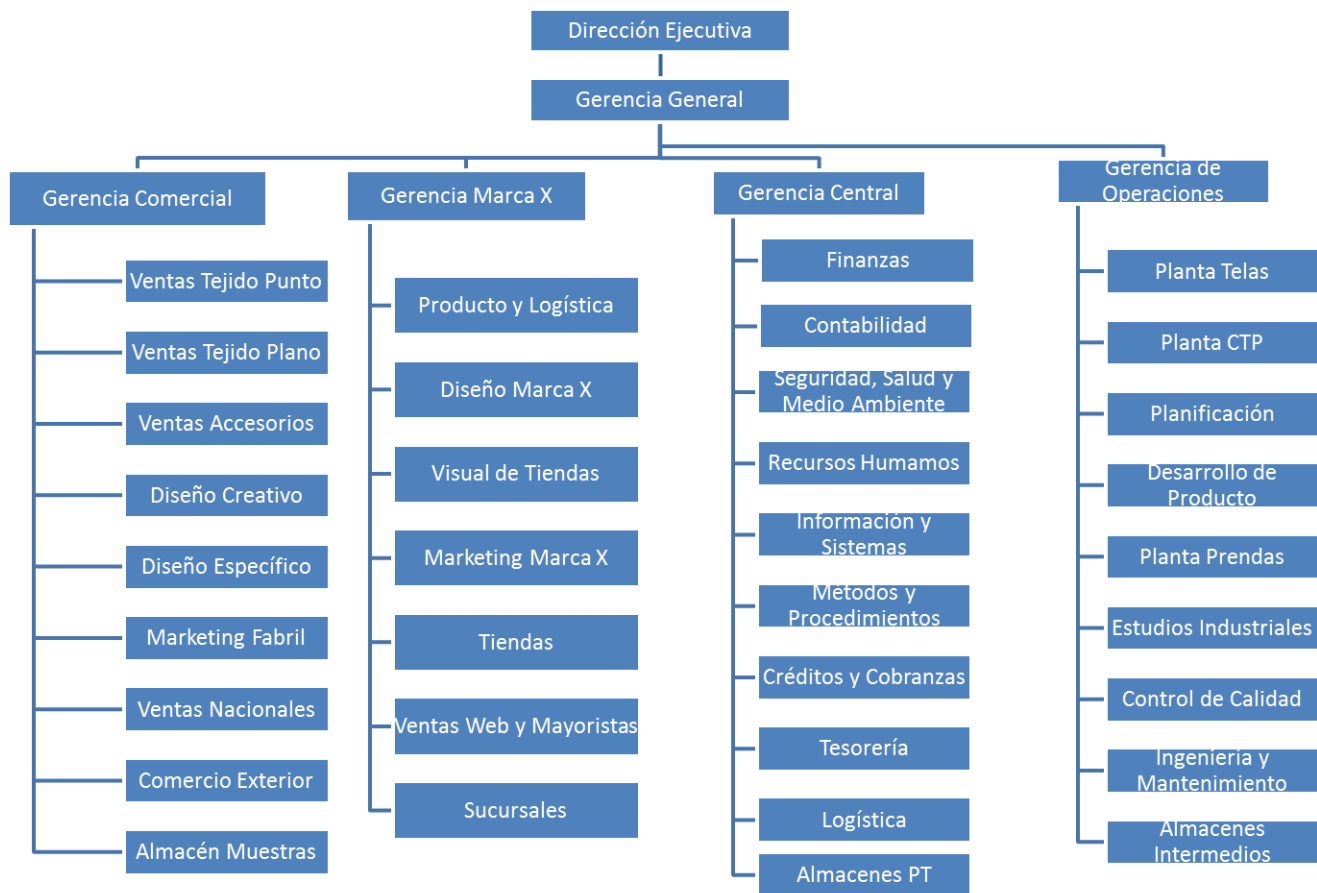 Dirección Ejecutiva
Gerencia General
Gerencia Comercial
Ventas Tejido Punto
Ventas Tejido Plano
Ventas Accesorios
Diseño Creativo
Diseño Específico
Marketing Fabril
Ventas Nacionales
Comercio Exterior
Almacén Muestras
Gerencia Marca X
Producto y Logística
Diseño Marca X
Visual de Tiendas
Marketing Marca X
Tiendas
Ventas Web y Mayoristas
Sucursales
Gerencia Central
Finanzas
Contabilidad
Seguridad, Salud y
Medio Ambiente
Recursos Humamos
Información y
Sistemas
Métodos y
Procedimientos
Créditos y Cobranzas
Tesorería
Logística
Almacenes PT
Gerencia de
Operaciones
Planta Telas
Planta CTP
Planificación
Desarrollo de
Producto
Planta Prendas
Estudios Industriales
Control de Calidad
Ingeniería y
Mantenimiento
Almacenes
Intermedios